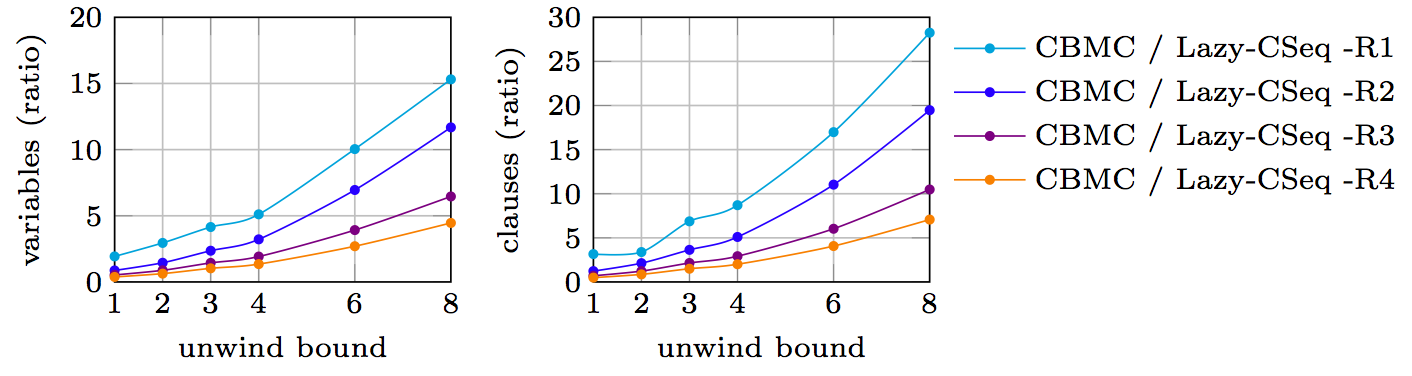 variables (ratio)
20
15
10
5
0
1 2 3 4 6 8
unwind bound
clauses (ratio)
30
25
20
15
10
5
0
1 2 3 4 6 8
unwind bound
CBMC / Lazy-CSeq -R1
CBMC / Lazy-CSeq -R2
CBMC / Lazy-CSeq -R3
CBMC / Lazy-CSeq -R4